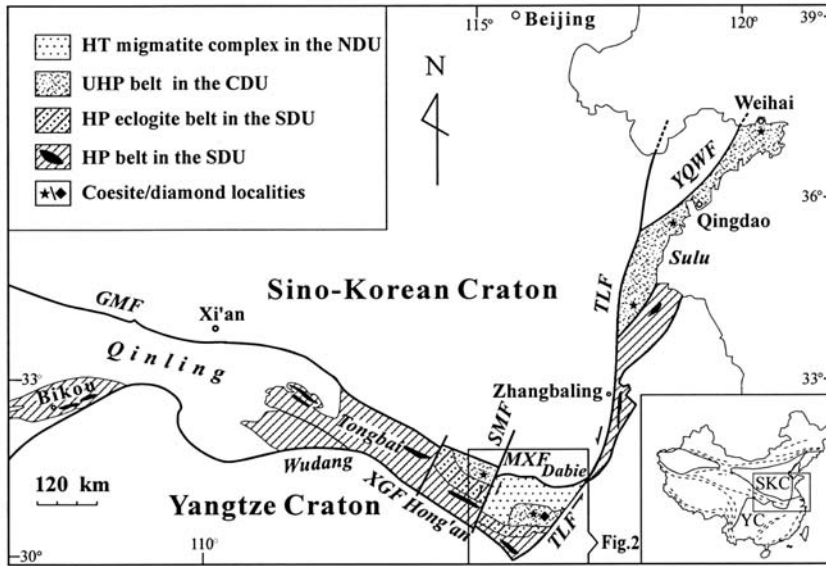 115
Beijing
120
39°
HT migmatite complex in the NDU
UHP belt in the CDU
HP eclogite belt in the SDU
HP belt in the SDU
Coesite/diamond localities
N
Weihai
YQWF
36°
Qingdao
Sulu
TLF
Sino-Korean Craton
GMF
Xi'an
Qinling
33°
33°
Bikou
Zhangbaling
Tongbai
SMF
MXF
Dabie
Wudang
120 km
XGF
Hong'an
Yangtze Craton
TLF
Fig.2
SKC
YC
30°
110